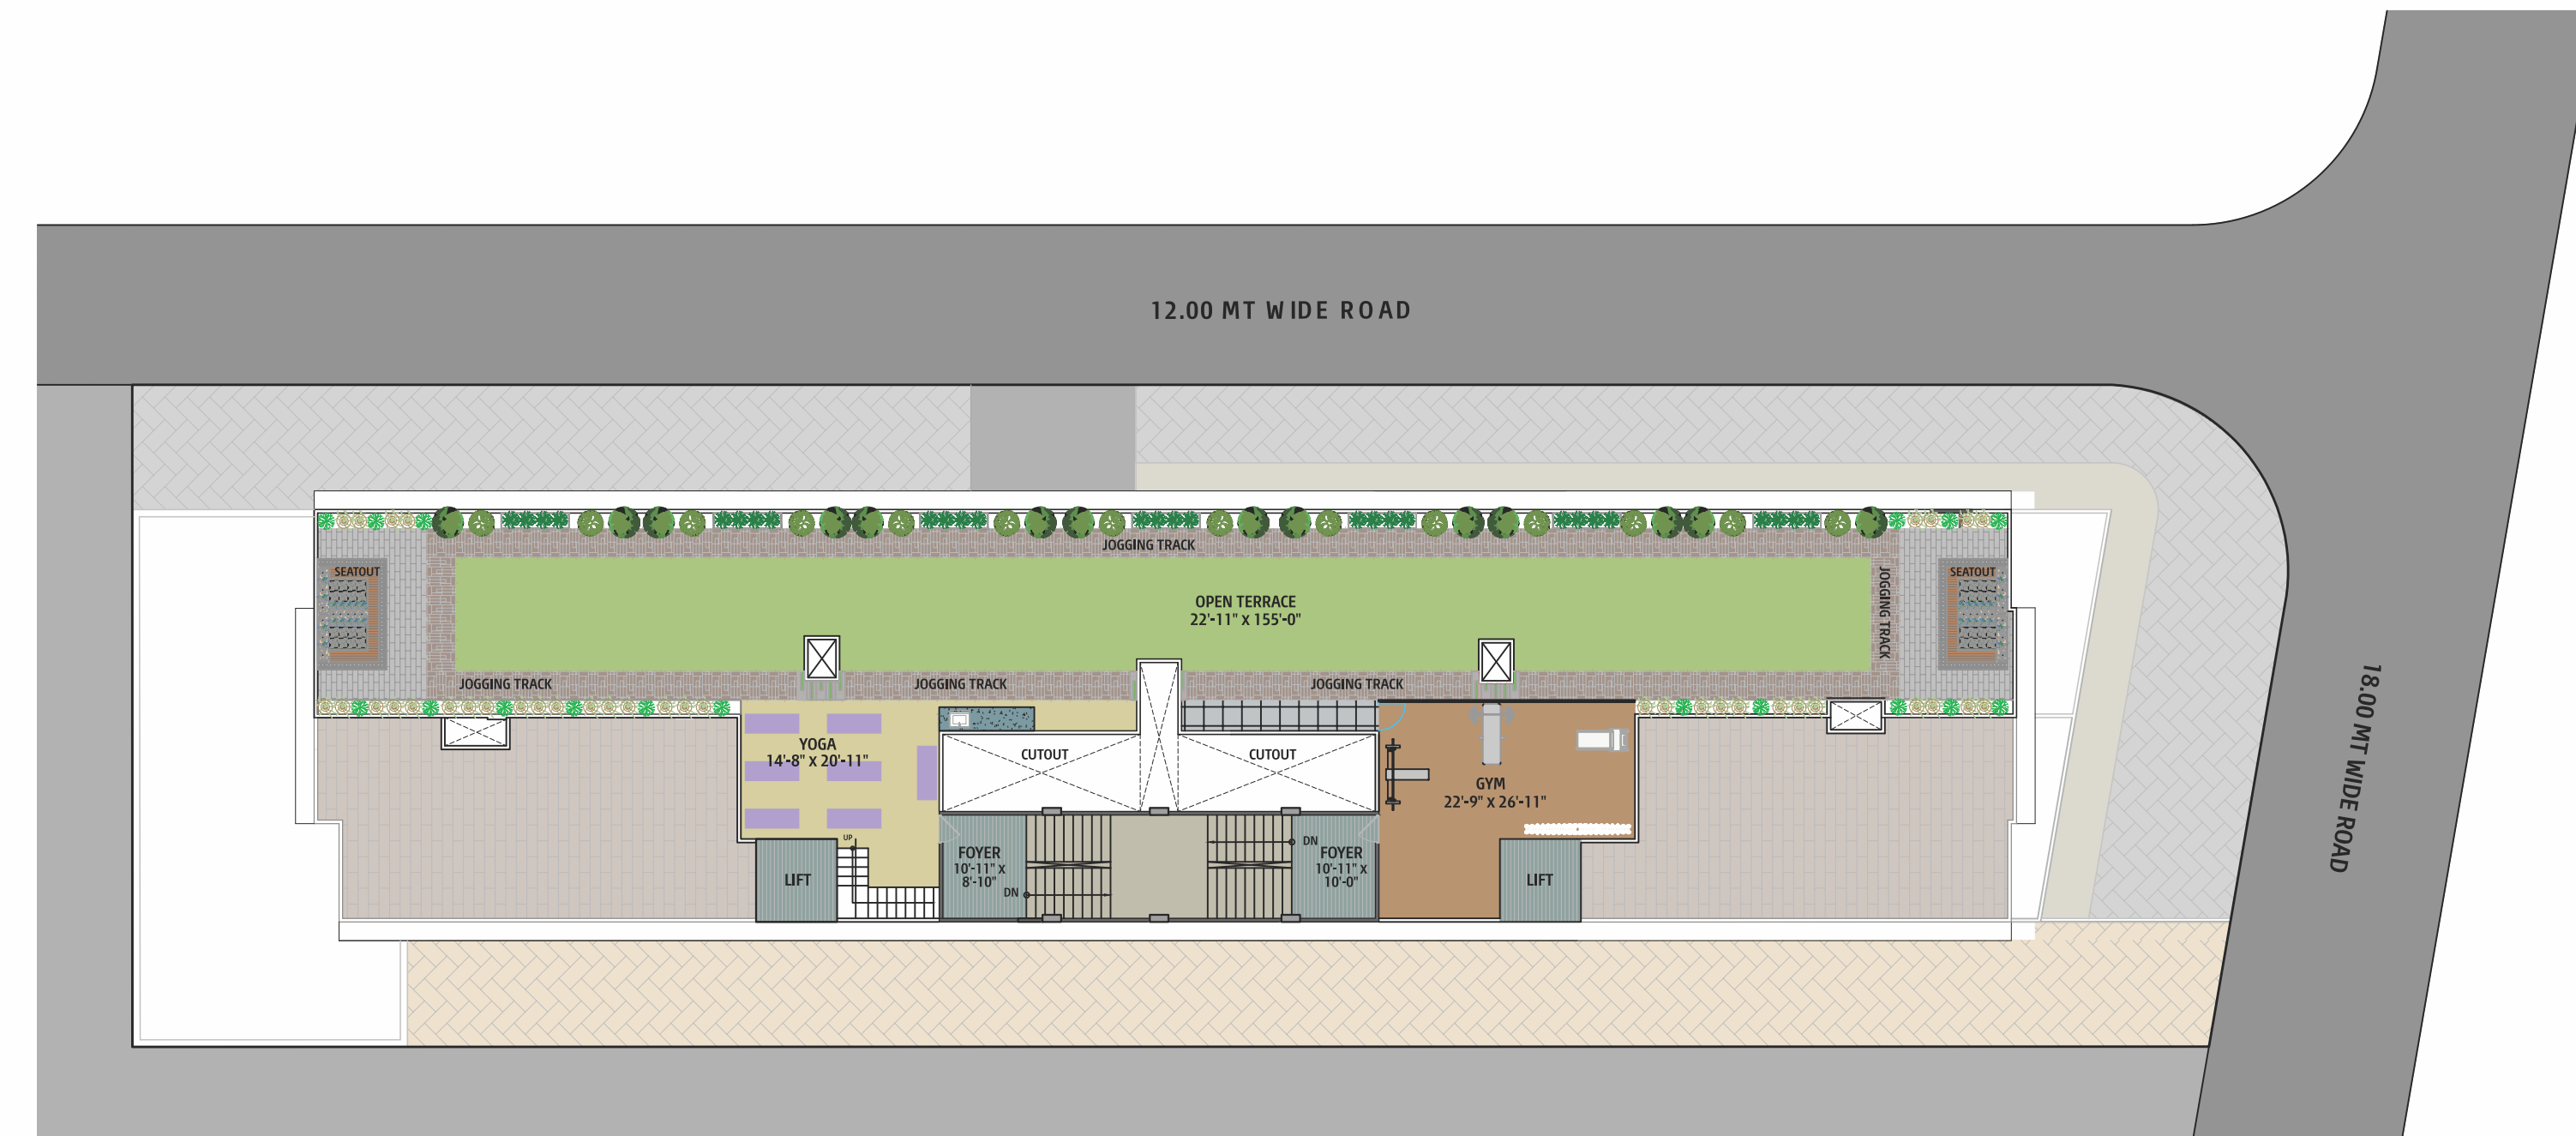 12.00 MT WIDE ROAD
JOGGING TRACK
SEATOUT
SEATOUT
JOGGING TRACK
OPEN TERRACE
22'-11" X 155'-0"
JOGGING TRACK
JOGGING TRACK
JOGGING TRACK
18.00 MT WIDE ROAD
YOGA
14'-8" X 20'-11"
CUTOUT
CUTOUT
GYM
22'-9" X 26'-11"
UP
LIFT
FOYER
10'-11" X
8'-10"
DN
DN
FOYER
10'-11" X
10'-0"
LIFT